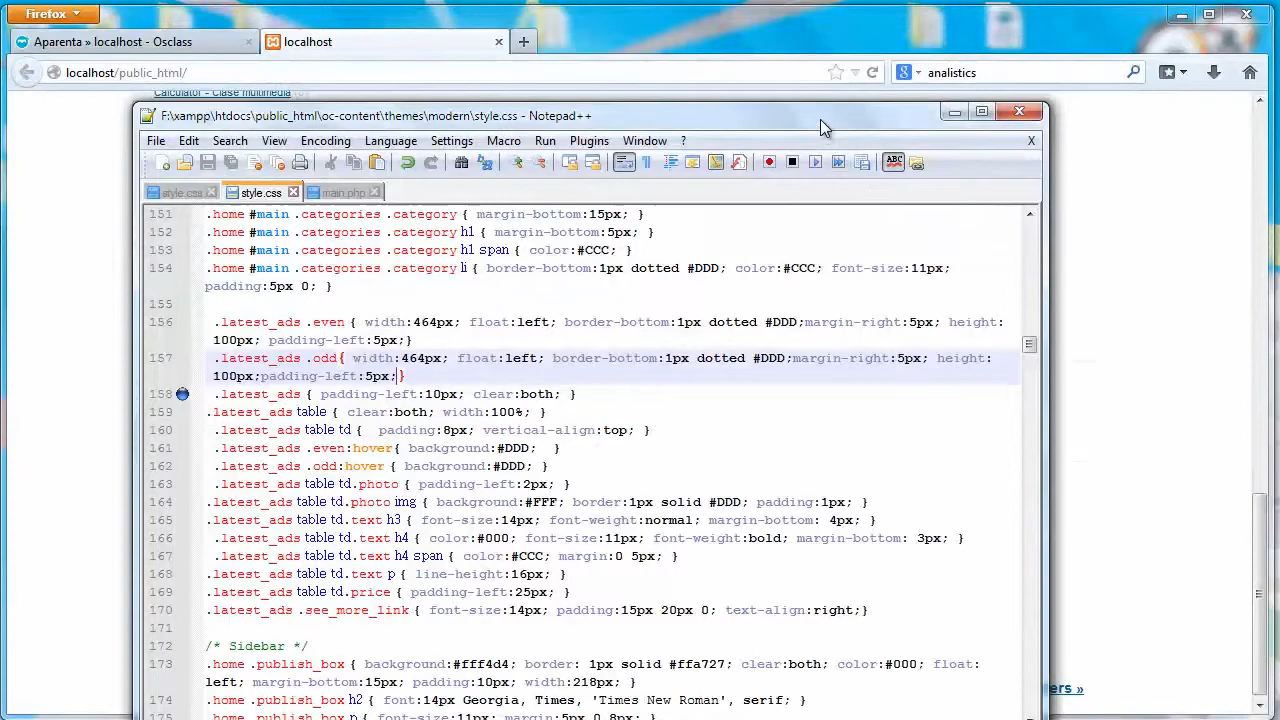 Firefox
Aparenta » localhost - Osclass
localhost
localhost/public_html/
analistics
Calculator - Clase multimedia
F:\xampp\htdocs\public_html\ ontent\themes\modern\style.css - Notepad++
File Edit Search View Encoding Language Settings Macro Run Plugins Window ? X
style.css style.css main.php
151 .home #main .categories .category { margin-bottom:15px; }
152 .home #main .categories .category h1 { margin-bottom:5px; }
153 .home #main .categories .category h1 span { color:#CCC; }
154 .home #main .categories .category li { border-bottom:1px dotted #DDD; color:#CCC; font-size:11px;
padding:5px 0; }
155
156 .latest_ads .even { width:464px; float:left; border-bottom:1px dotted #DDD;margin-right:5px; height:
100px; padding-left:5px;}
157 .latest_ads .odd{ width:464px; float:left; border-bottom:1px dotted #DDD;margin-right:5px; height:
100px;padding-left:5px;}
158 .latest_ads { padding-left:10px; clear:both; }
159 .latest_ads table { clear:both; width:100%; }
160 .latest_ads table td { padding:8px; vertical-align:top; }
161 .latest_ads .even:hover{ background:#DDD; }
162 .latest_ads .odd:hover { background:#DDD; }
163 .latest_ads table td.photo { padding-left:2px; }
164 .latest_ads table td.photo img { background:#FFF; border:1px solid #DDD; padding:1px; }
165 .latest_ads table td.text h3 { font-size:14px; font-weight:normal; margin-bottom: 4px; }
166 .latest_ads table td.text h4 { color:#000; font-size:11px; font-weight:bold; margin-bottom: 3px; }
167 .latest_ads table td.text h4 span { color:#CCC; margin:0 5px; }
168 .latest_ads table td.text p { line-height:16px; }
169 .latest_ads table td.price { padding-left:25px; }
170 .latest_ads .see_more_link { font-size:14px; padding:15px 20px 0; text-align:right;}
171
172 /* Sidebar */
173 .home .publish_box { background:#fff4d4; border: 1px solid #ffa727; clear:both; color:#000; float:
left; margin-bottom:15px; padding:10px; width:218px; }
174 .home .publish_box h2 { font:14px Georgia, Times, 'Times New Roman', serif; }
175 .home .publish_box p { font-size:11px; margin:5px 0 8px; }
ers »